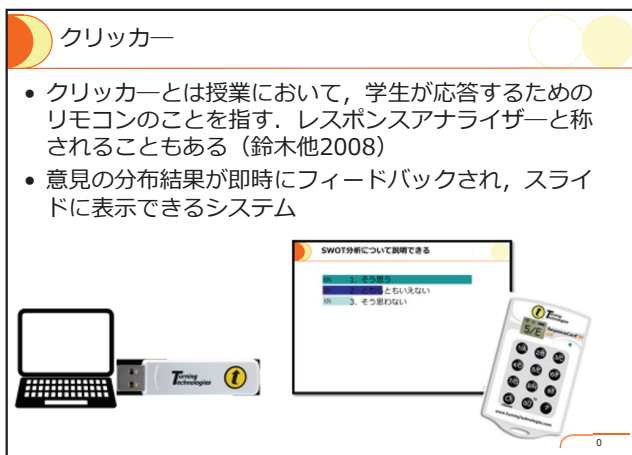 クリッカ―
• クリッカ―とは授業において，学生が応答するための
リモコンのことを指す．レスポンスアナライザ―と称
されることもある（鈴木他2008）
• 意見の分布結果が即時にフィードバックされ，スライ
ドに表示できるシステム
SWOT分析について説明できる
1. そう思う
2. どちらともいえない
3. そう思わない
Turning
Technologies
t
t
Turning
Technologies
5/E
ResponseCard
www.TurningTechnologies.com
0